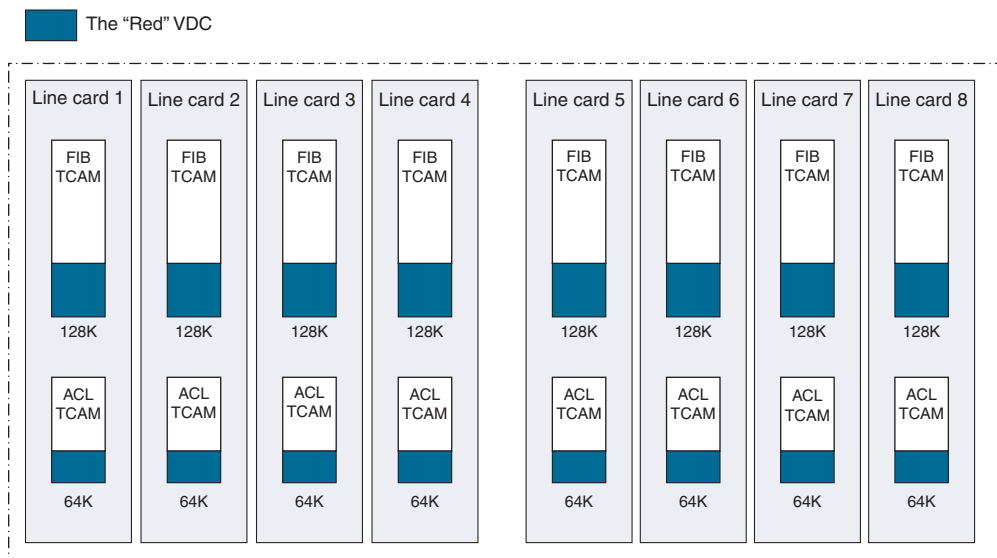 The “Red” VDC
Line card 1
Line card 2
Line card 3
Line card 4
Line card 5
Line card 6
Line card 7
Line card 8
FIB
TCAM
FIB
TCAM
FIB
TCAM
FIB
TCAM
FIB
TCAM
FIB
TCAM
FIB
TCAM
FIB
TCAM
128K
128K
128K
128K
128K
128K
128K
128K
ACL
TCAM
ACL
TCAM
ACL
TCAM
ACL
TCAM
ACL
TCAM
ACL
TCAM
ACL
TCAM
ACL
TCAM
64K
64K
64K
64K
64K
64K
64K
64K